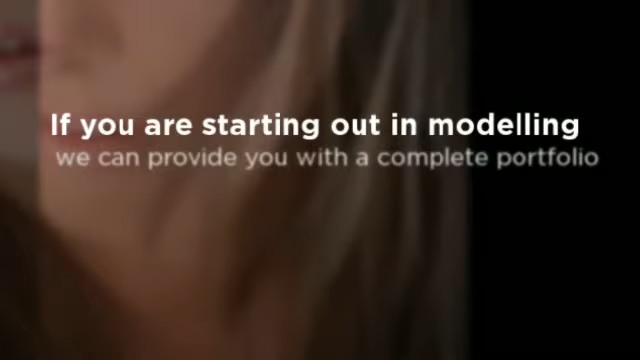 If you are starting out in modelling
we can provide you with a complete portfolio